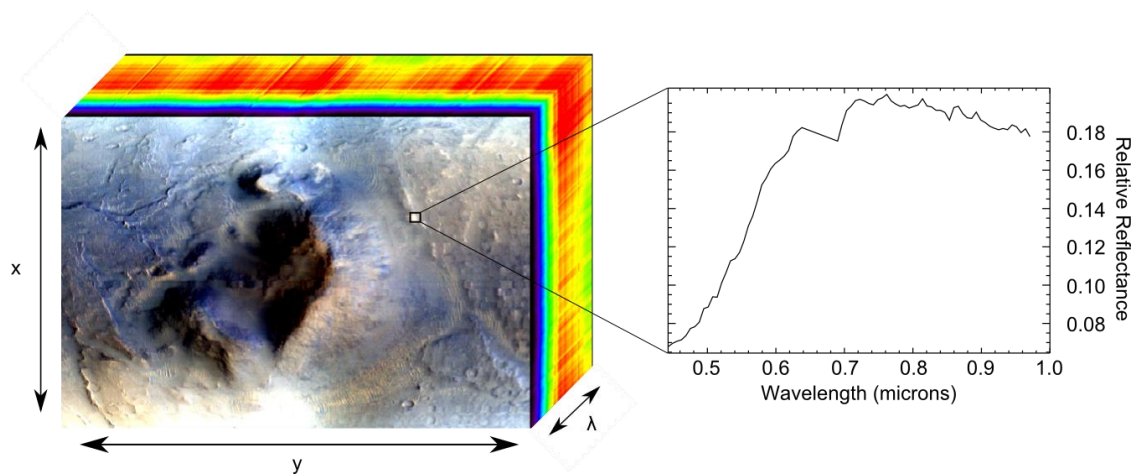 x
y
λ
0.18
0.16
0.14
0.12
0.10
0.08
Relative Reflectance
0.5 0.6 0.7 0.8 0.9 1.0
Wavelength (microns)